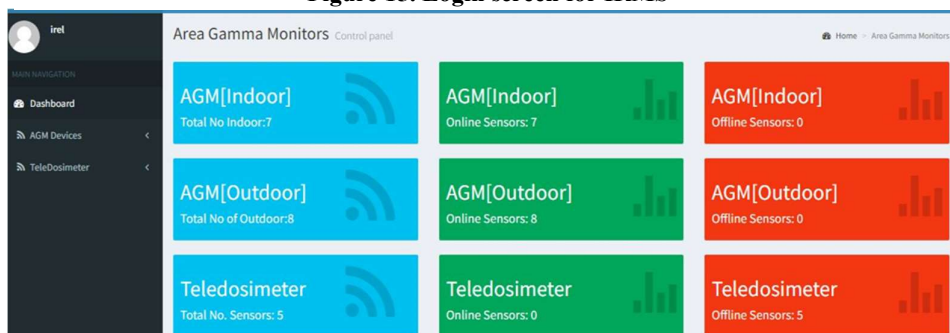 irel
Area Gamma Monitors Control panel
Home > Area Gamma Monitors
MAIN NAVIGATION
Dashboard
AGM Devices
TeleDosimeter
AGM[Indoor]
Total No Indoor:7
AGM[Indoor]
Online Sensors: 7
AGM[Indoor]
Offline Sensors: 0
AGM[Outdoor]
Total No of Outdoor:8
AGM[Outdoor]
Online Sensors: 8
AGM[Outdoor]
Offline Sensors: 0
Teledosimeter
Total No. Sensors: 5
Teledosimeter
Online Sensors: 0
Teledosimeter
Offline Sensors: 5